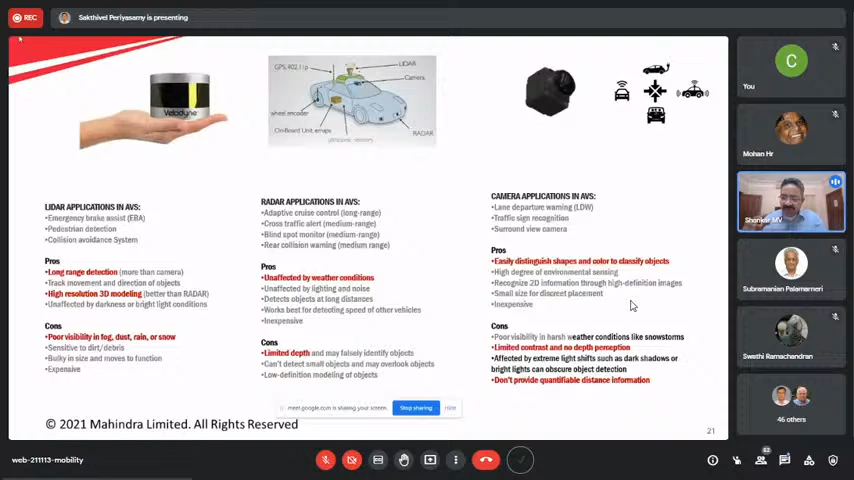 REC
Sakthivel Periyasamy is presenting
Velodyne
GPS, 802.11p
LIDAR
Camera
wheel encoder
On-Board Unit, emaps
ultrasonic sensors
RADAR
LIDAR APPLICATIONS IN AVS:
•Emergency brake assist (EBA)
•Pedestrian detection
•Collision avoidance System
Pros
•Long range detection (more than camera)
•Track movement and direction of objects
•High resolution 3D modeling (better than RADAR)
•Unaffected by darkness or bright light conditions
Cons
•Poor visibility in fog, dust, rain, or snow
•Sensitive to dirt/ debris
•Bulky in size and moves to function
•Expensive
RADAR APPLICATIONS IN AVS:
•Adaptive cruise control (long-range)
•Cross traffic alert (medium-range)
•Blind spot monitor (medium-range)
•Rear collision warning (medium range)
Pros
•Unaffected by weather conditions
•Unaffected by lighting and noise
•Detects objects at long distances
•Works best for detecting speed of other vehicles
•Inexpensive
Cons
•Limited depth and may falsely identify objects
•Can't detect small objects and may overlook objects
•Low-definition modeling of objects
CAMERA APPLICATIONS IN AVS:
•Lane departure warning (LDW)
•Traffic sign recognition
•Surround view camera
Pros
•Easily distinguish shapes and color to classify objects
•High degree of environmental sensing
•Recognize 2D information through high-definition images
•Small size for discreet placement
•Inexpensive
Cons
•Poor visibility in harsh weather conditions like snowstorms
•Limited contrast and no depth perception
•Affected by extreme light shifts such as dark shadows or
bright lights can obscure object detection
•Don't provide quantifiable distance information
meet.google.com is sharing your screen.
Stop sharing
Hide
© 2021 Mahindra Limited. All Rights Reserved
21
C
You
Mohan Hr
Shankar MV
Subramanian Palamarneri
Swathi Ramachandran
46 others
web-211113-mobility